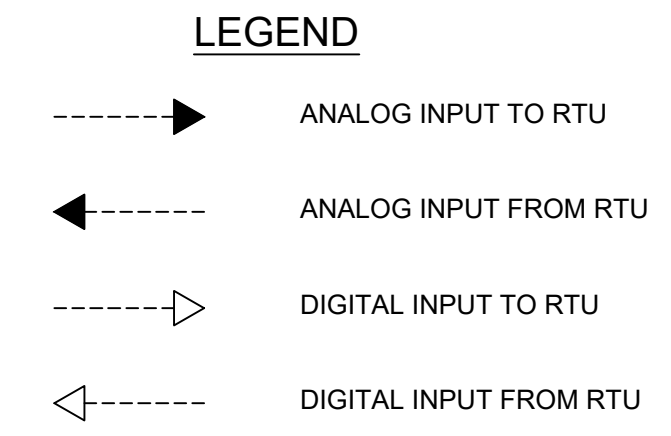 LEGEND
ANALOG INPUT TO RTU
ANALOG INPUT FROM RTU
DIGITAL INPUT TO RTU
DIGITAL INPUT FROM RTU